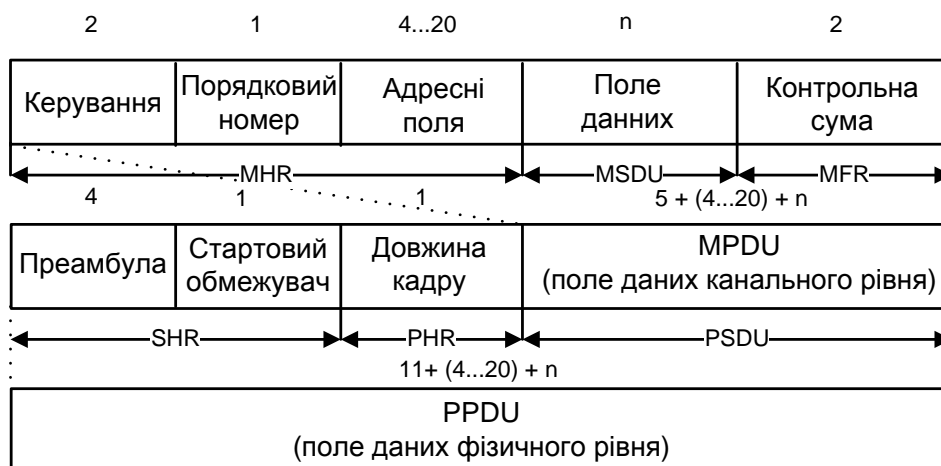 2 1 4...20 n 2
Керування Порядковий номер Адресні поля Поле данних Контрольна сума
MHR MSDU MFR
4 1 1 5 + (4...20) + n
Преамбула Стартовий обмежувач Довжина кадру MPDU (поле даних канального рівня)
SHR PHR PSDU
11+ (4...20) + n
PPDU
(поле даних фізичного рівня)